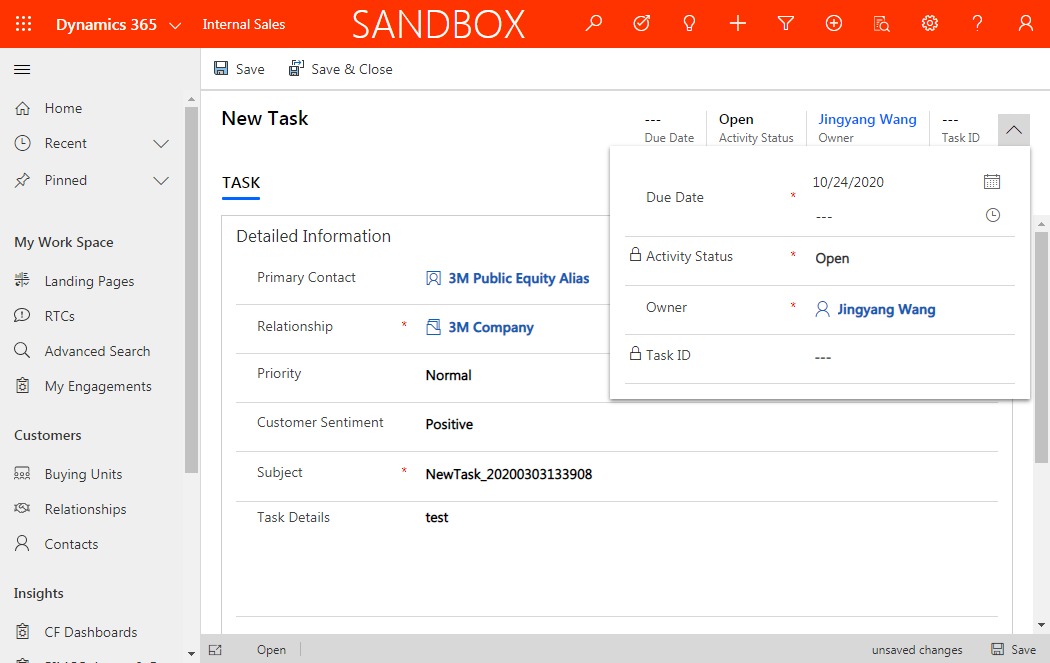 Dynamics 365
Internal Sales
SANDBOX
Save
Save & Close
Home
Recent
Pinned
My Work Space
Landing Pages
RTCs
Advanced Search
My Engagements
Customers
Buying Units
Relationships
Contacts
Insights
CF Dashboards
New Task
---
Due Date
Open
Activity Status
Jingyang Wang
Owner
---
Task ID
TASK
Detailed Information
Primary Contact
3M Public Equity Alias
Relationship *
3M Company
Priority
Normal
Customer Sentiment
Positive
Subject *
NewTask_20200303133908
Task Details
test
Due Date *
10/24/2020
---
Activity Status *
Open
Owner *
Jingyang Wang
Task ID
---
Open
unsaved changes
Save